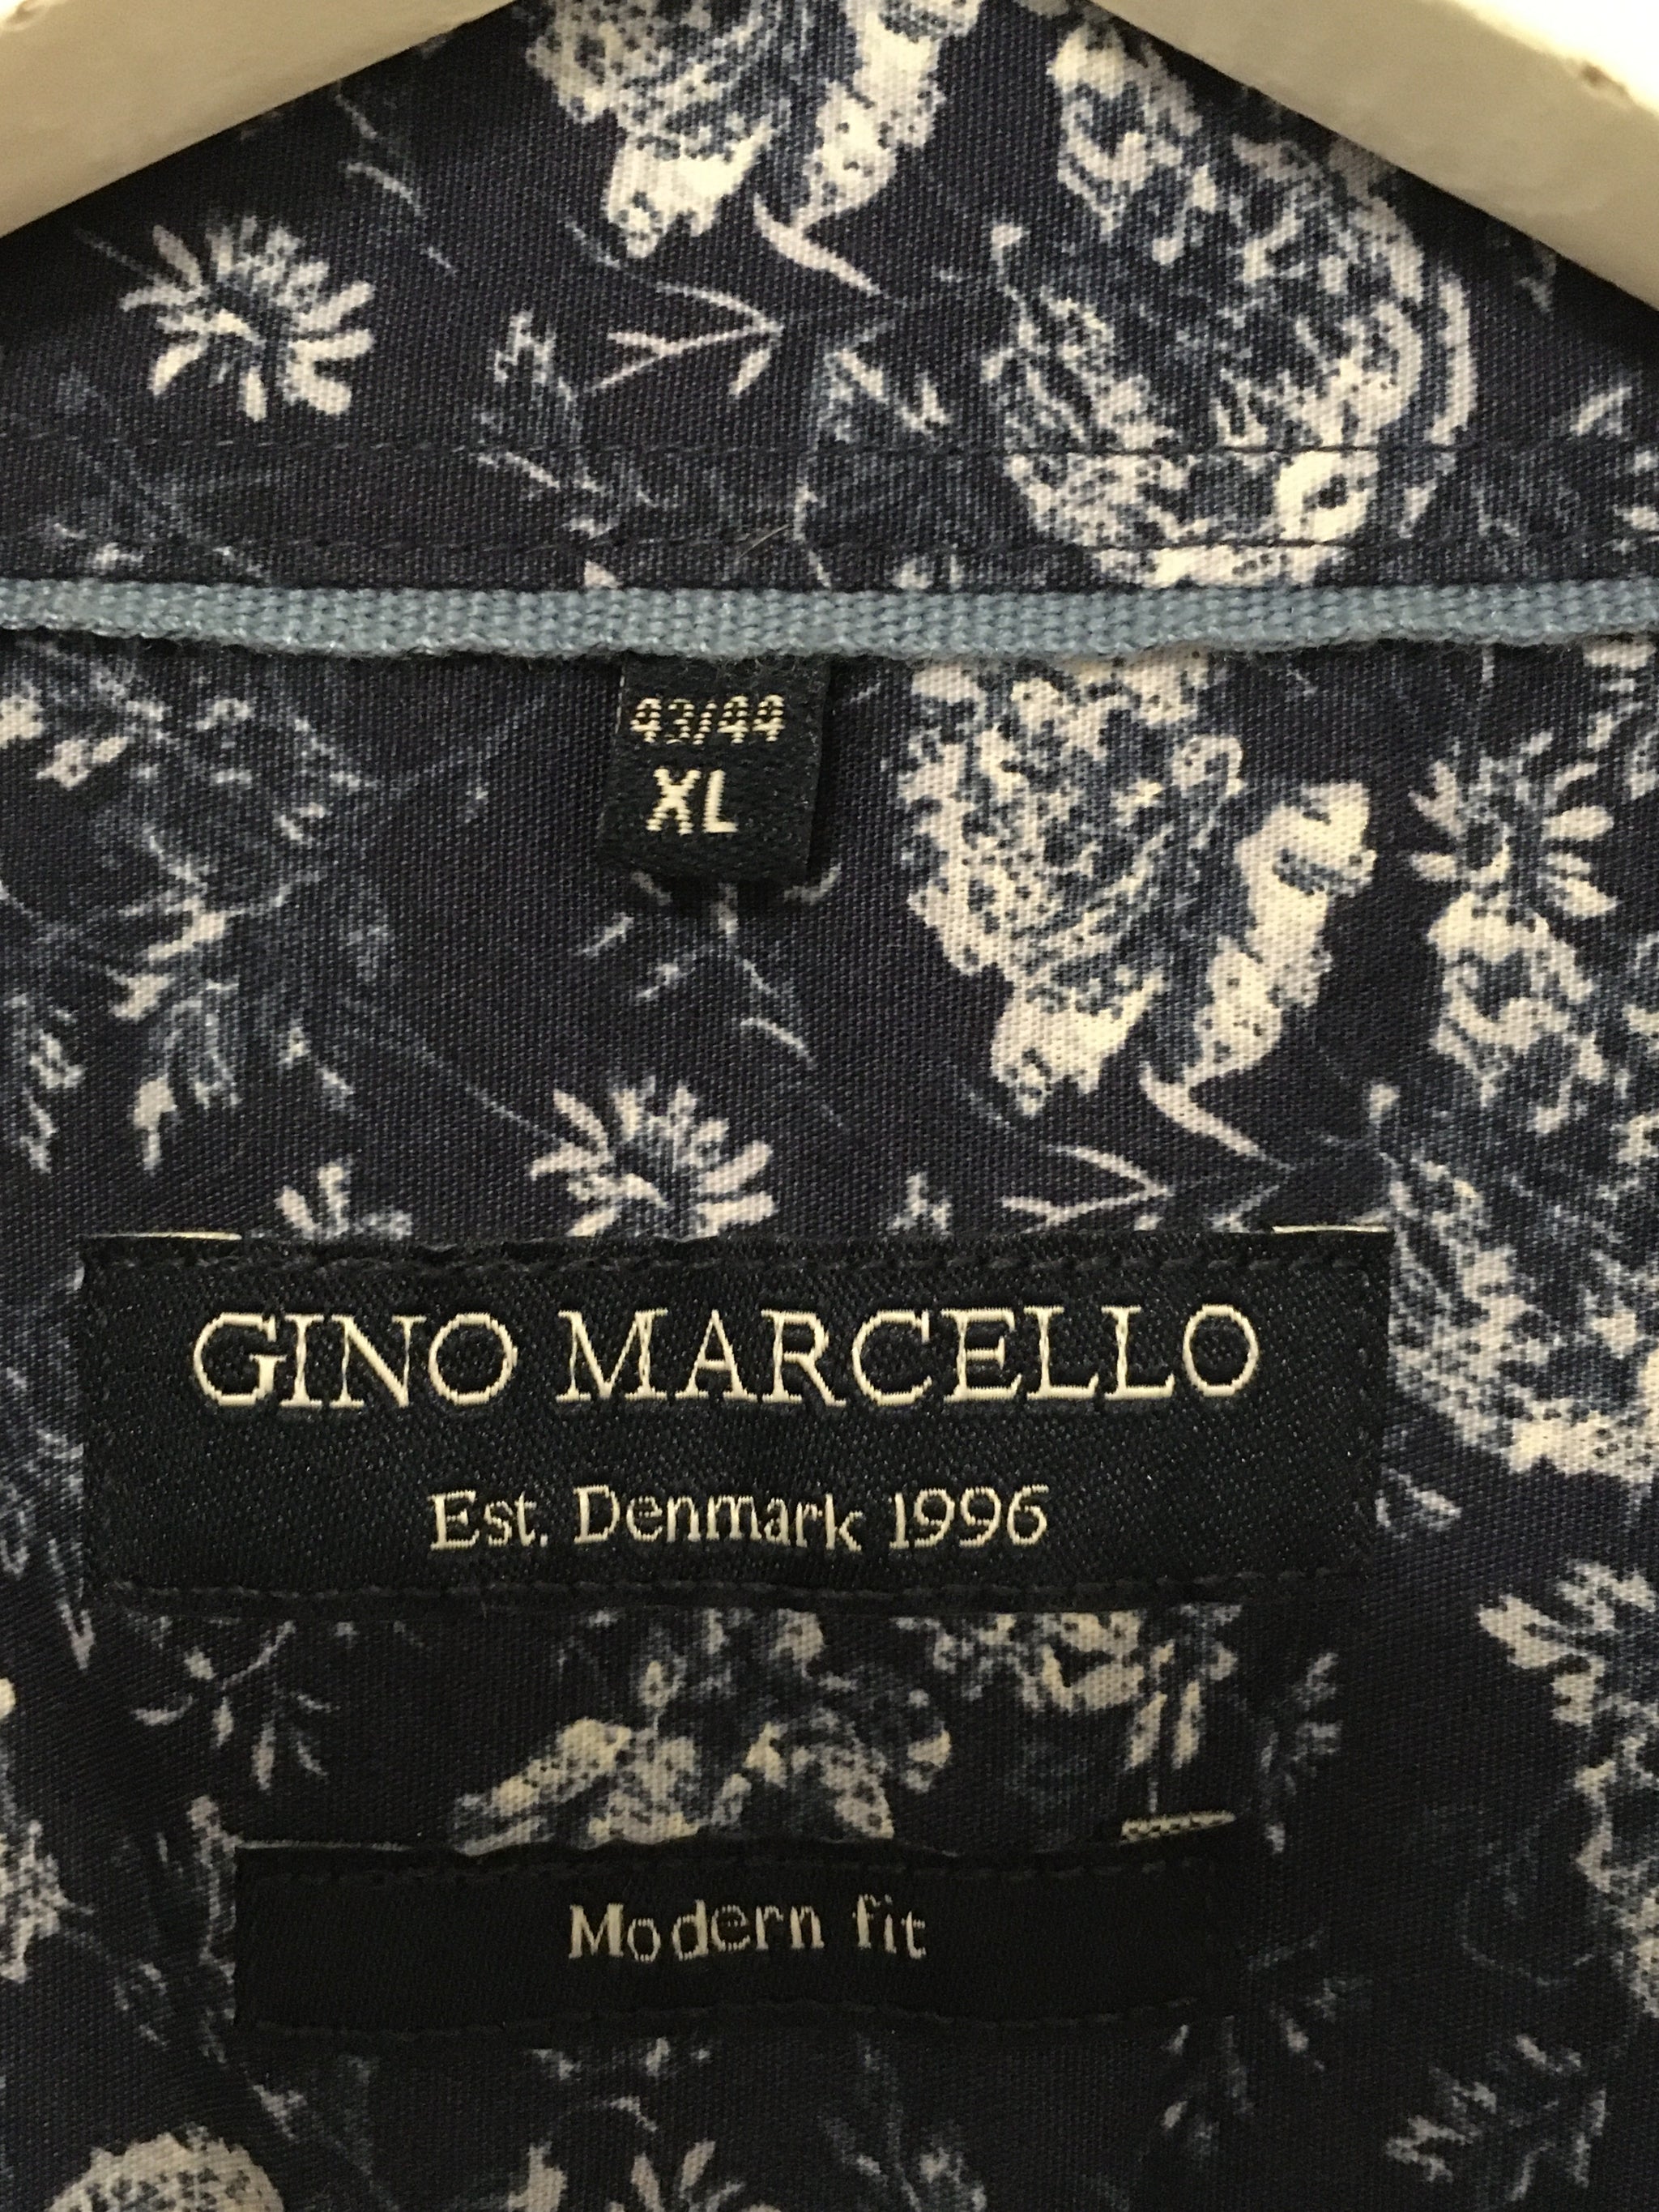 43/44
XL
GINO MARCELLO
Est. Denmark 1996
Modern fit